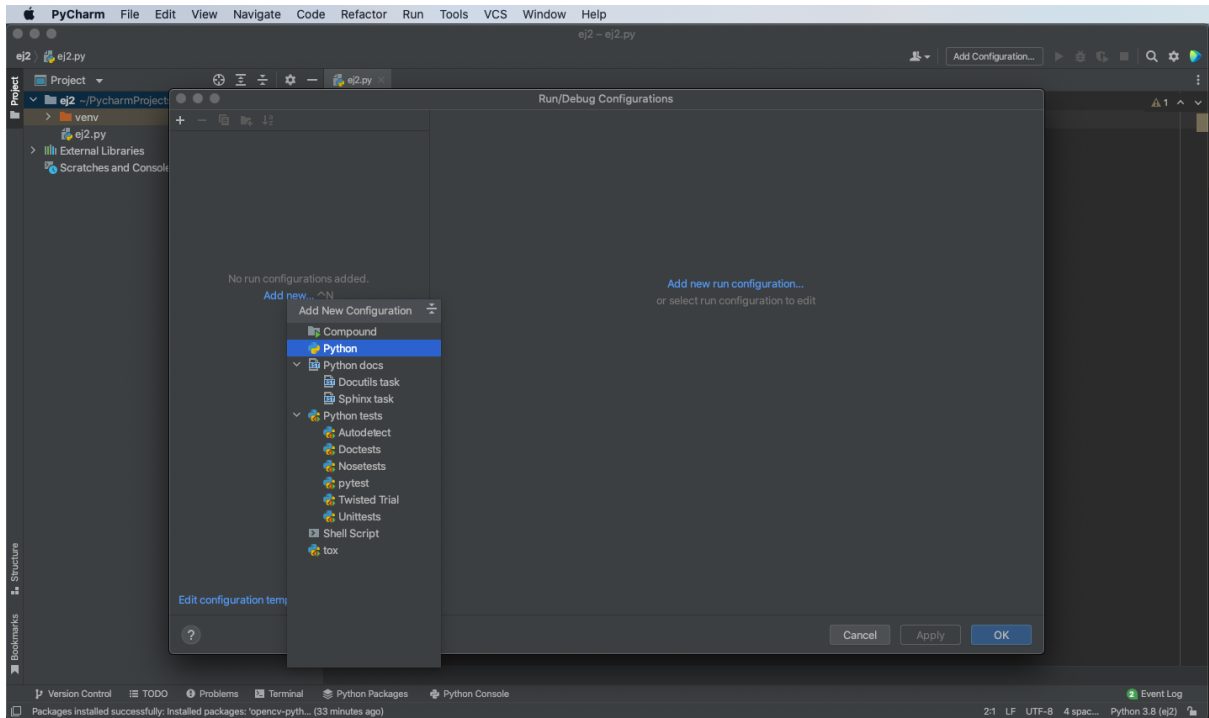 PyCharm File Edit View Navigate Code Refactor Run Tools VCS Window Help
ej2 – ej2.py
ej2 ej2.py Add Configuration...
Project ej2.py
Project
ej2 ~/PycharmProject
Run/Debug Configurations
1
venv
ej2.py
External Libraries
Scratches and Console
No run configurations added.
Add new... ^N
Add new run configuration...
or select run configuration to edit
Add New Configuration
Compound
Python
Python docs
Docutils task
Sphinx task
Python tests
Autodetect
Doctests
Nosetests
pytest
Twisted Trial
Unittests
Shell Script
tox
Structure
Bookmarks
Edit configuration temp
? Cancel Apply OK
Version Control TODO Problems Terminal Python Packages Python Console 2 Event Log
Packages installed successfully: Installed packages: 'opencv-pyth... (33 minutes ago) 2:1 LF UTF-8 4 spac... Python 3.8 (ej2)